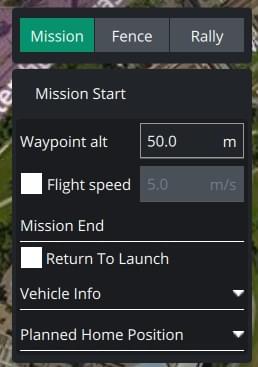 Mission Fence Rally
Mission Start
Waypoint alt 50.0 m
Flight speed 5.0 m/s
Mission End
Return To Launch
Vehicle Info
Planned Home Position